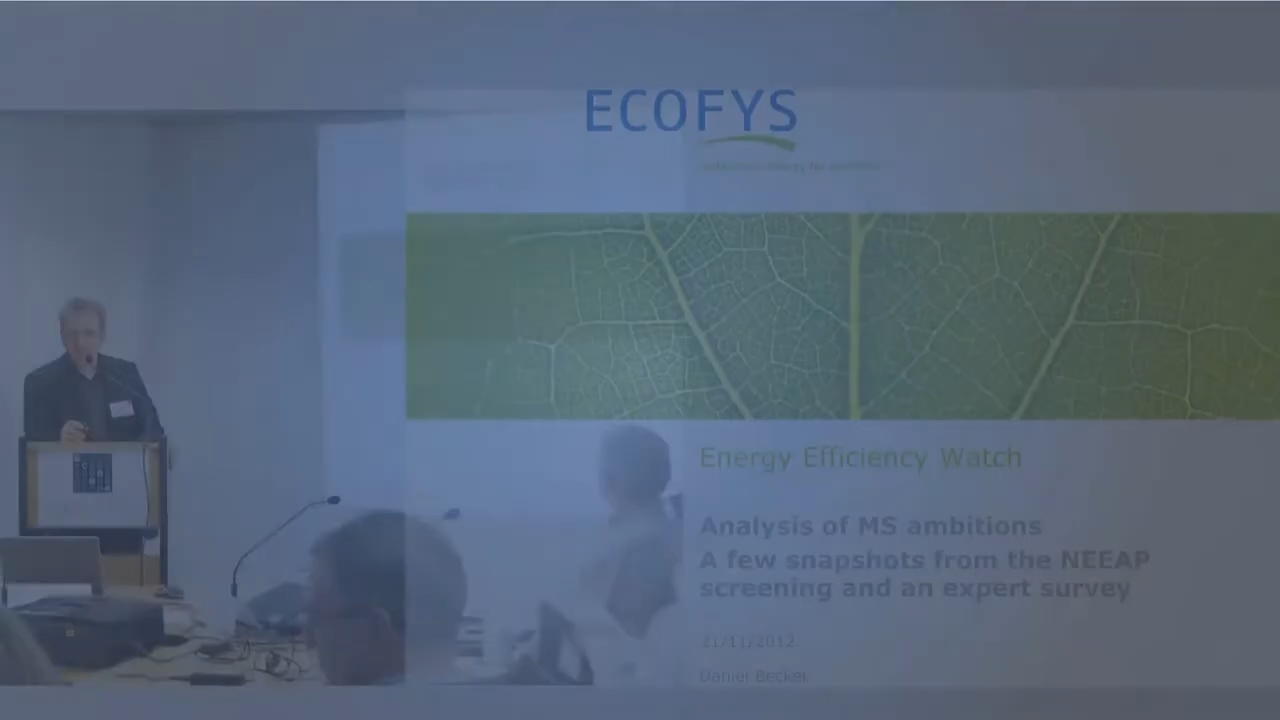 ECOFYS
Energy Efficiency Watch
Analysis of MS ambitions
A few snapshots from the NEEAP
screening and an expert survey
21/11/2012
Daniel Becker